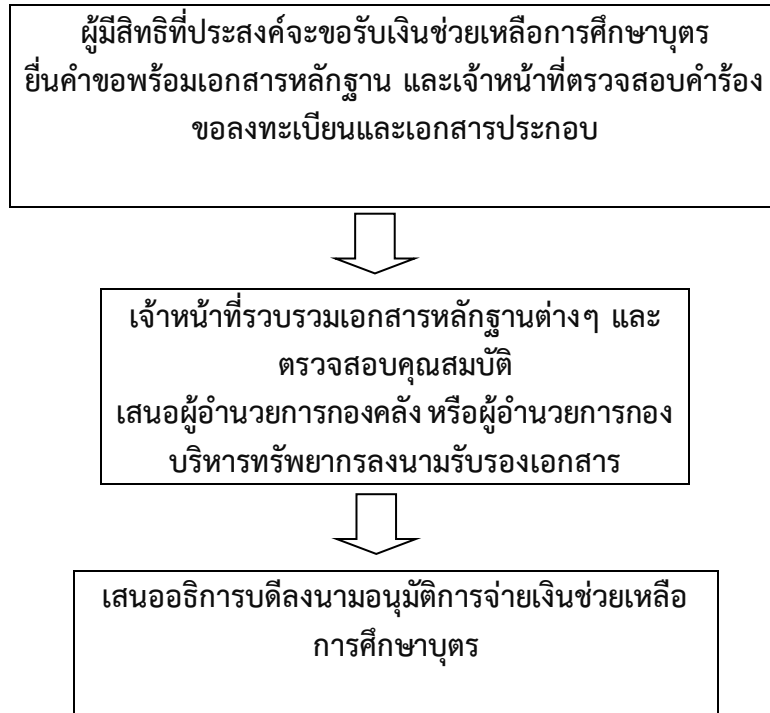 ผู้มีสิทธิที่ประสงค์จะขอรับเงินช่วยเหลือการศึกษาบุตร
ยื่นคำขอพร้อมเอกสารหลักฐาน และเจ้าหน้าที่ตรวจสอบคำร้อง
ขอลงทะเบียนและเอกสารประกอบ
เจ้าหน้าที่รวบรวมเอกสารหลักฐานต่างๆ และ
ตรวจสอบคุณสมบัติ
เสนอผู้อำนวยการกองคลัง หรือผู้อำนวยการกอง
บริหารทรัพยากรลงนามรับรองเอกสาร
เสนออธิการบดีลงนามอนุมัติการจ่ายเงินช่วยเหลือ
การศึกษาบุตร